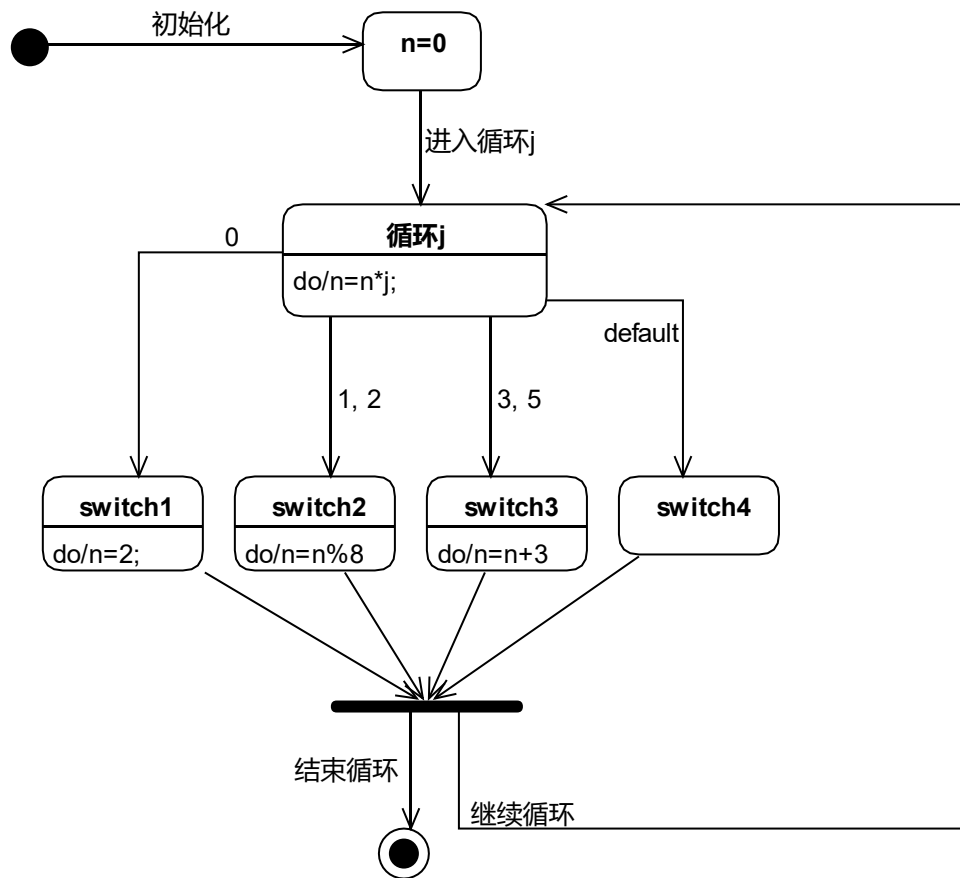 初始化
n=0
进入循环j
循环j
do/n=n*j;
0
default
1, 2
3, 5
switch1
do/n=2;
switch2
do/n=n%8
switch3
do/n=n+3
switch4
结束循环
继续循环